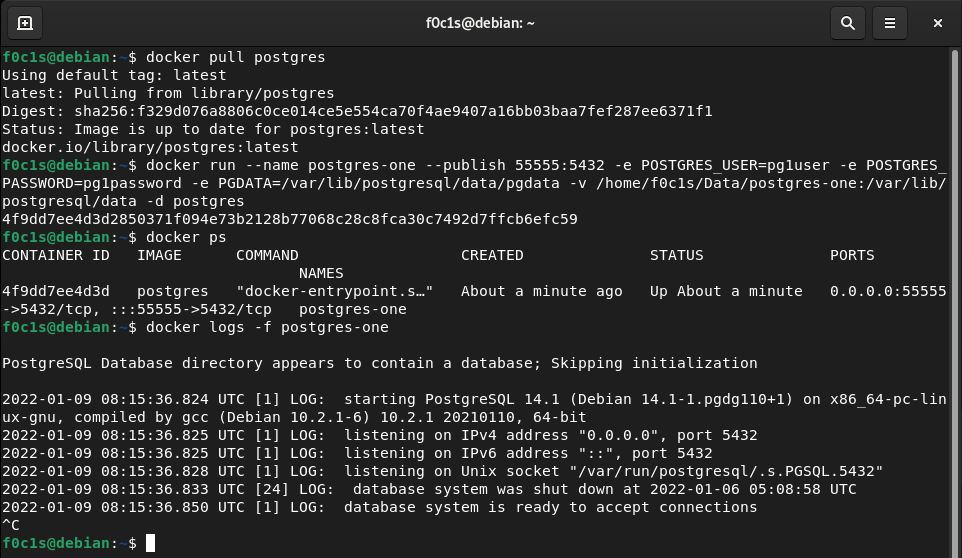 f0c1s@debian: ~
f0c1s@debian:~$ docker pull postgres
Using default tag: latest
latest: Pulling from library/postgres
Digest: sha256:f329d076a8806c0ce014ce5e554ca70f4ae9407a16bb03baa7fef287ee6371f1
Status: Image is up to date for postgres:latest
docker.io/library/postgres:latest
f0c1s@debian:~$ docker run --name postgres-one --publish 55555:5432 -e POSTGRES_USER=pg1user -e POSTGRES_
PASSWORD=pg1password -e PGDATA=/var/lib/postgresql/data/pgdata -v /home/f0c1s/Data/postgres-one:/var/lib/
postgresql/data -d postgres
4f9dd7ee4d3d2850371f094e73b2128b77068c28c8fca30c7492d7ffcb6efc59
f0c1s@debian:~$ docker ps
CONTAINER ID   IMAGE      COMMAND                  CREATED              STATUS              PORTS
                                 NAMES
4f9dd7ee4d3d   postgres   "docker-entrypoint.s…"   About a minute ago   Up About a minute   0.0.0.0:55555
->5432/tcp, :::55555->5432/tcp   postgres-one
f0c1s@debian:~$ docker logs -f postgres-one

PostgreSQL Database directory appears to contain a database; Skipping initialization

2022-01-09 08:15:36.824 UTC [1] LOG:  starting PostgreSQL 14.1 (Debian 14.1-1.pgdg110+1) on x86_64-pc-lin
ux-gnu, compiled by gcc (Debian 10.2.1-6) 10.2.1 20210110, 64-bit
2022-01-09 08:15:36.825 UTC [1] LOG:  listening on IPv4 address "0.0.0.0", port 5432
2022-01-09 08:15:36.825 UTC [1] LOG:  listening on IPv6 address "::", port 5432
2022-01-09 08:15:36.828 UTC [1] LOG:  listening on Unix socket "/var/run/postgresql/.s.PGSQL.5432"
2022-01-09 08:15:36.833 UTC [24] LOG:  database system was shut down at 2022-01-06 05:08:58 UTC
2022-01-09 08:15:36.850 UTC [1] LOG:  database system is ready to accept connections
^C
f0c1s@debian:~$